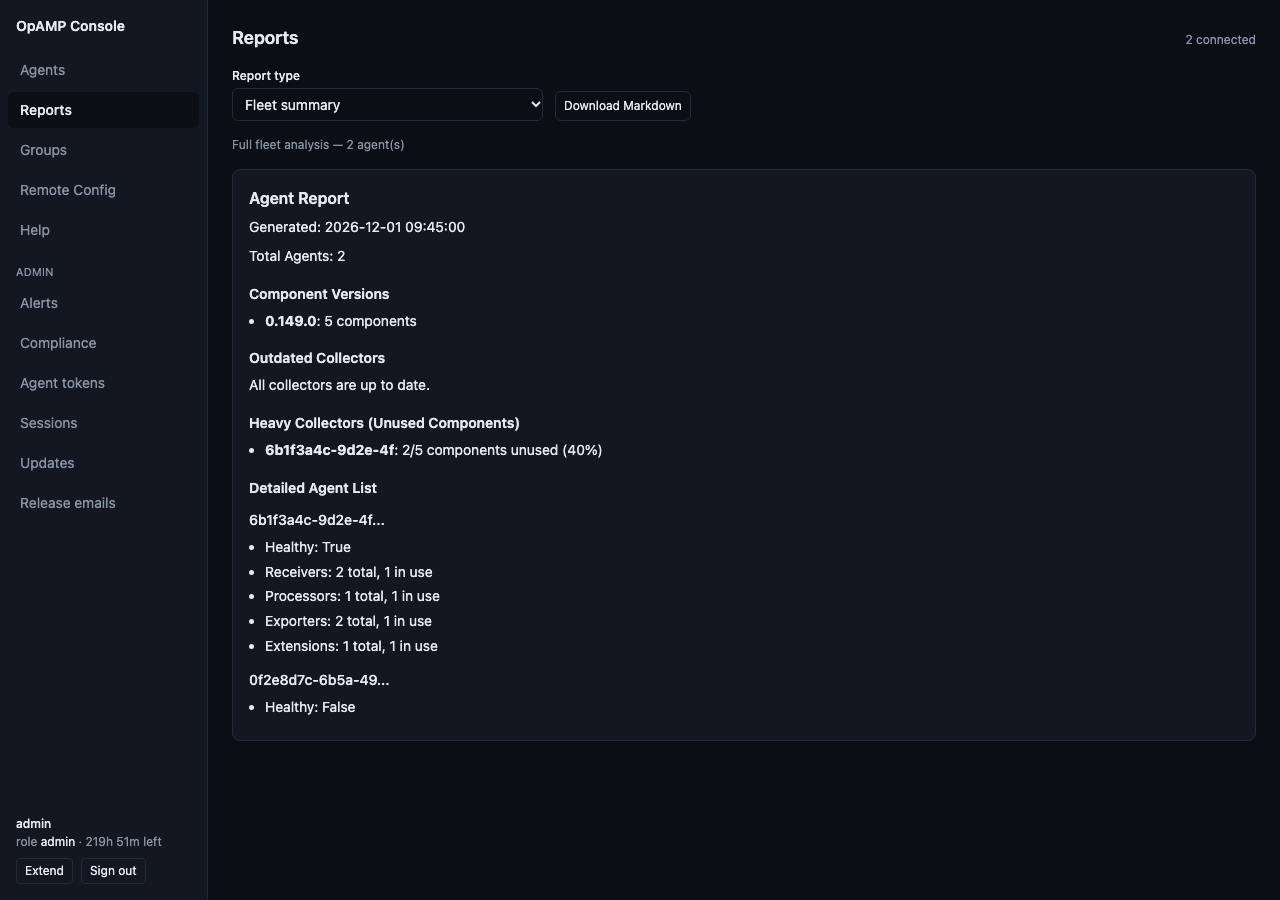 OpAMP Console
Agents
Reports
Groups
Remote Config
Help
ADMIN
Alerts
Compliance
Agent tokens
Sessions
Updates
Release emails
admin
role admin · 219h 51m left
Extend
Sign out
Reports
2 connected
Report type
Fleet summary
Download Markdown
Full fleet analysis — 2 agent(s)
Agent Report
Generated: 2026-12-01 09:45:00
Total Agents: 2
Component Versions
• 0.149.0: 5 components
Outdated Collectors
All collectors are up to date.
Heavy Collectors (Unused Components)
• 6b1f3a4c-9d2e-4f: 2/5 components unused (40%)
Detailed Agent List
6b1f3a4c-9d2e-4f...
• Healthy: True
• Receivers: 2 total, 1 in use
• Processors: 1 total, 1 in use
• Exporters: 2 total, 1 in use
• Extensions: 1 total, 1 in use
0f2e8d7c-6b5a-49...
• Healthy: False